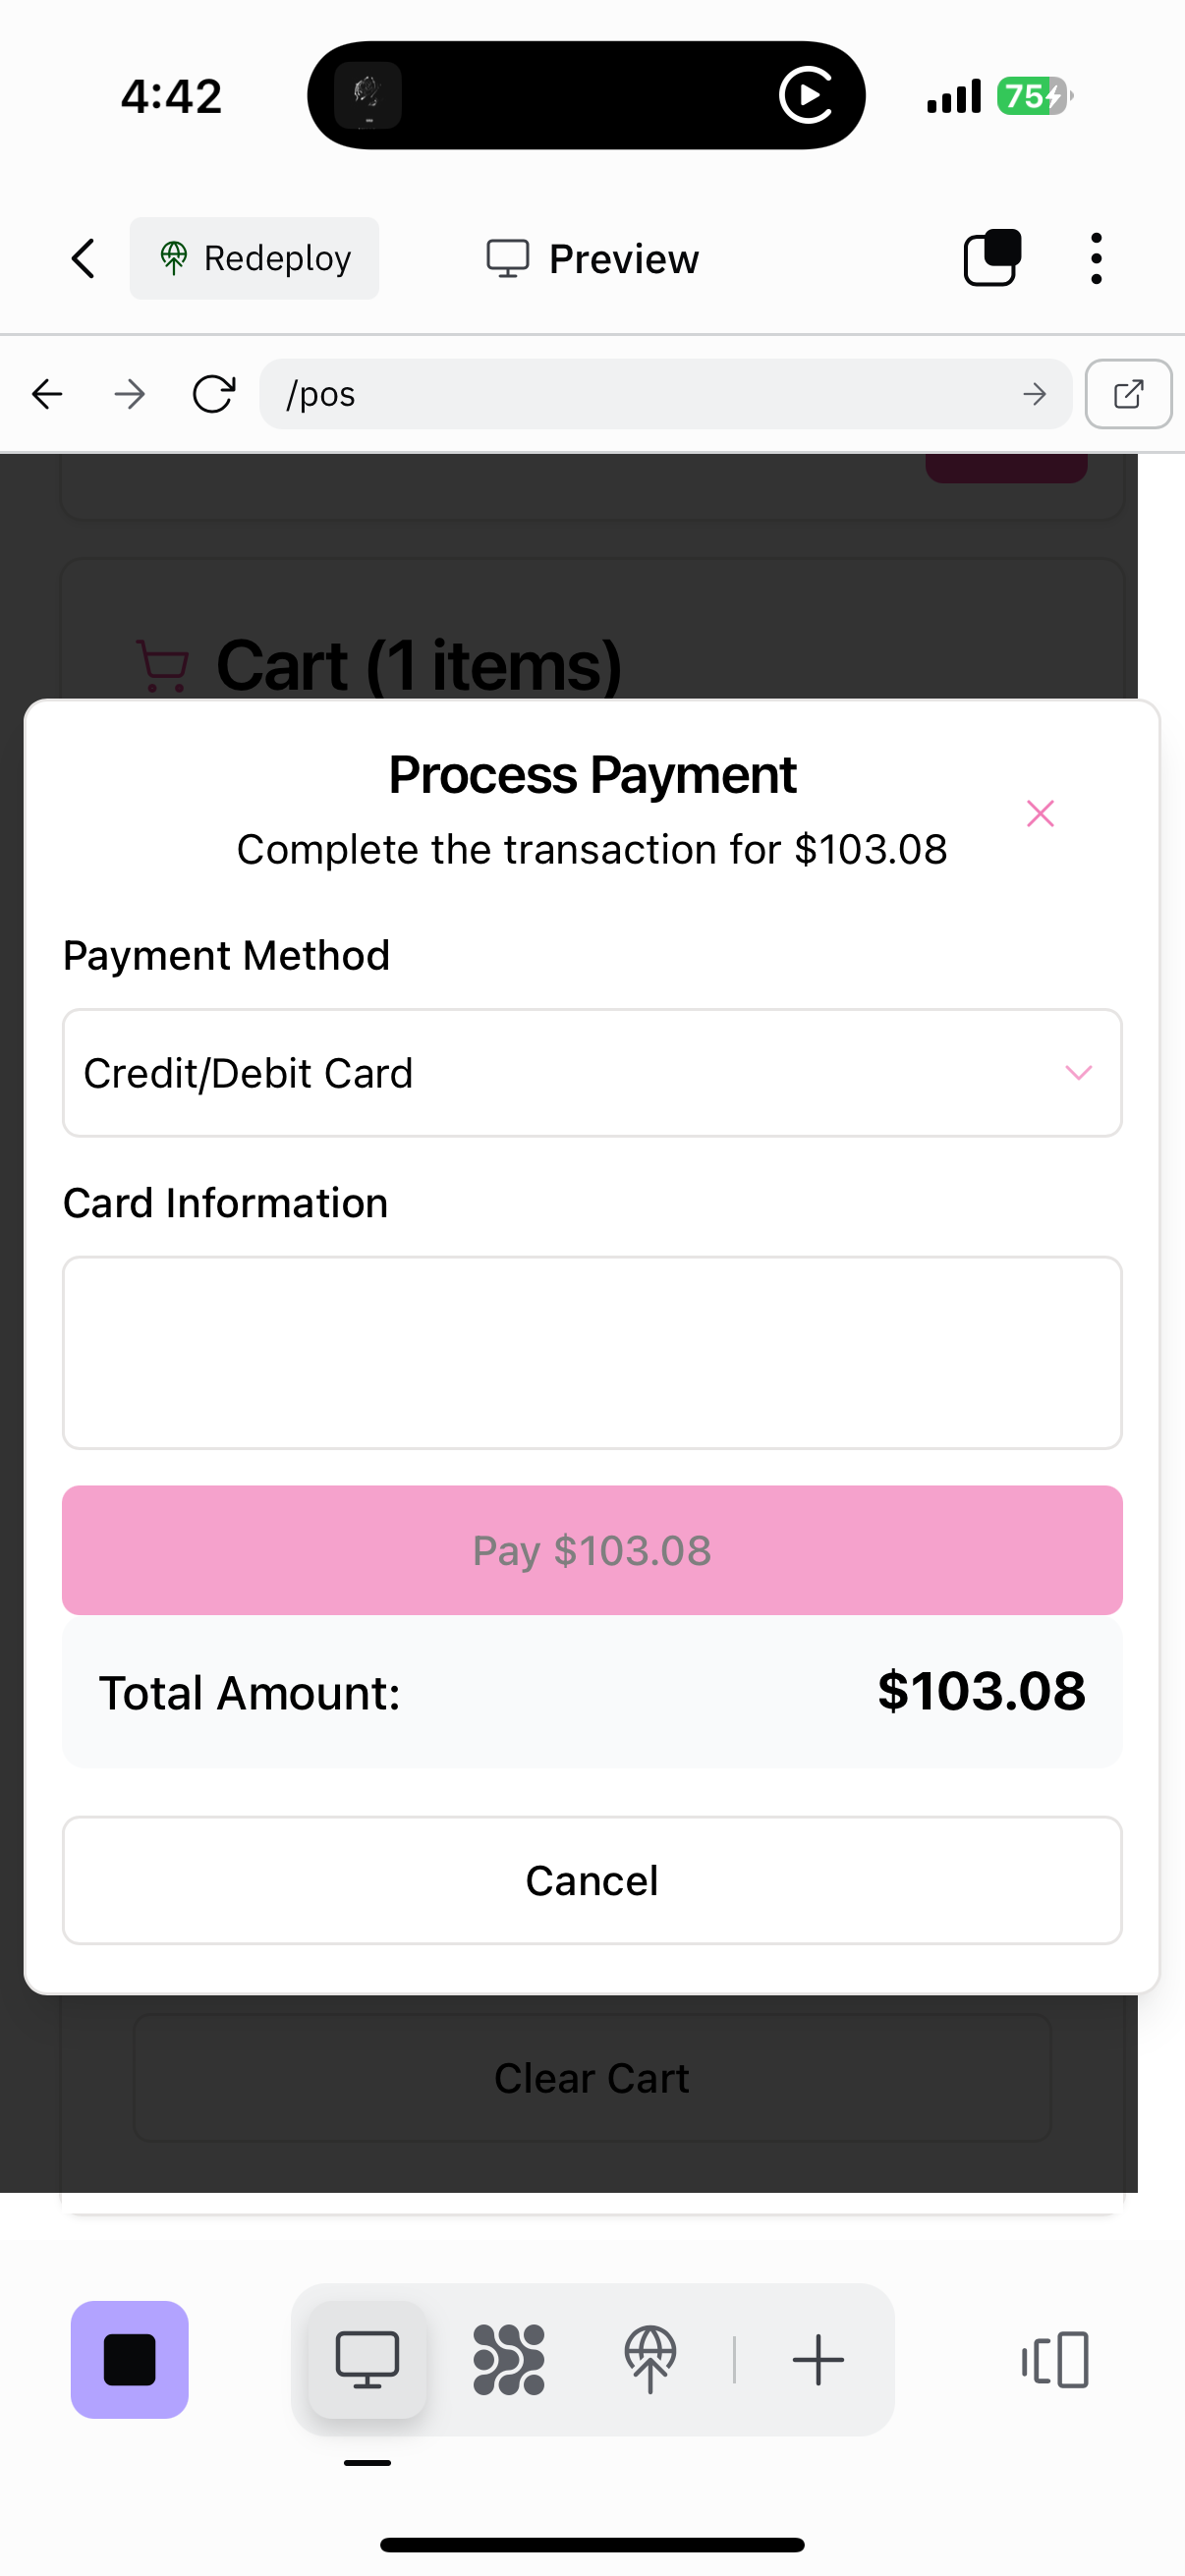 4:42
75
Redeploy
Preview
/pos
Cart (1 items)
Process Payment
Complete the transaction for $103.08
Payment Method
Credit/Debit Card
Card Information
Pay $103.08
Total Amount:
$103.08
Cancel
Clear Cart